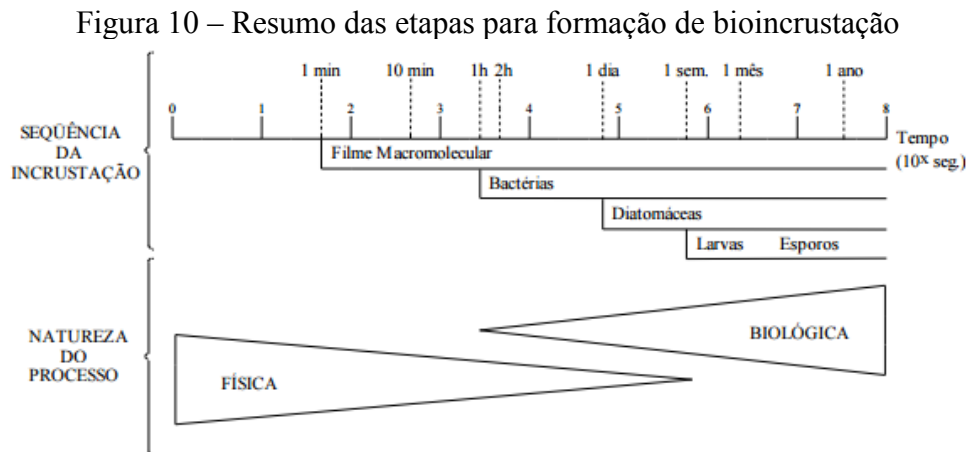 Figura 10 – Resumo das etapas para formação de bioincrustação
1 min 10 min 1h 2h 1 dia 1 sem. 1 mês 1 ano
0 1 2 3 4 5 6 7 8
SEQÜÊNCIA
DA
INCRUSTAÇÃO
Tempo
(10x seg.)
Filme Macromolecular
Bactérias
Diatomáceas
Larvas Esporos
NATUREZA
DO
PROCESSO
BIOLÓGICA
FÍSICA